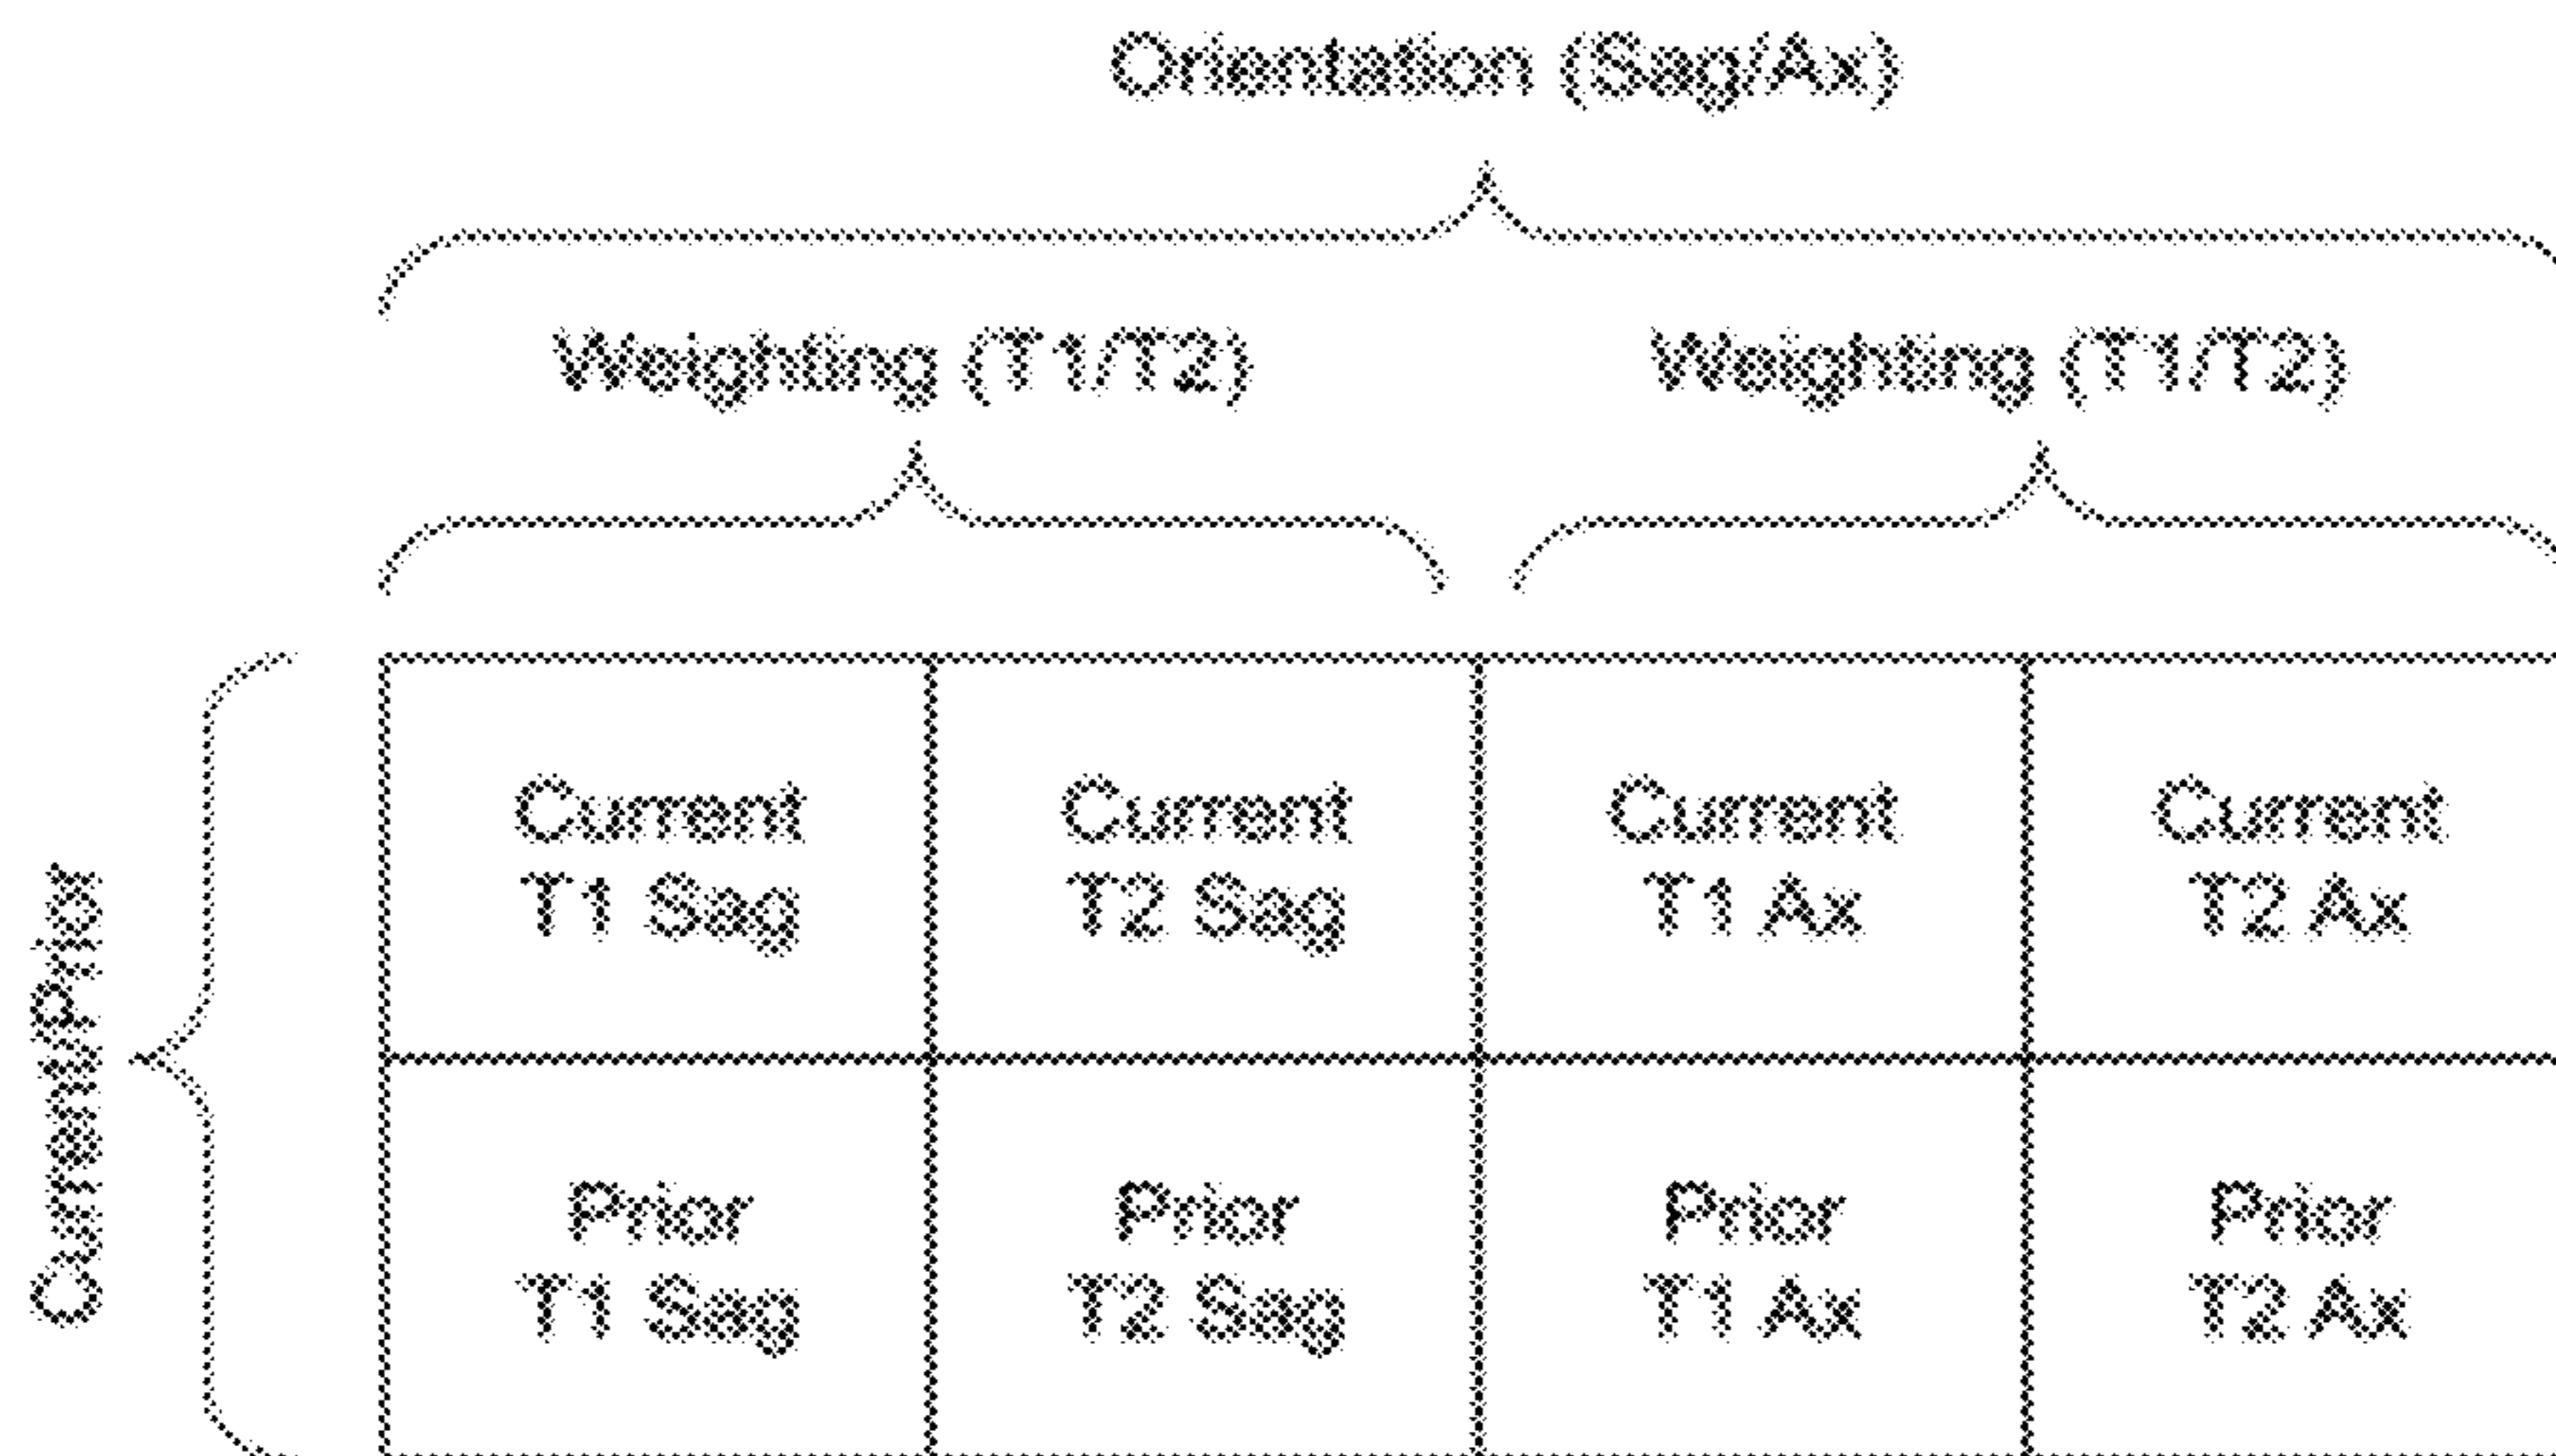 Orientation (Sag/Ax)
Weighting (T1/T2)
Weighting (T1/T2)
Current/Prior
Current
T1 Sag
Current
T2 Sag
Current
T1 Ax
Current
T2 Ax
Prior
T1 Sag
Prior
T2 Sag
Prior
T1 Ax
Prior
T2 Ax